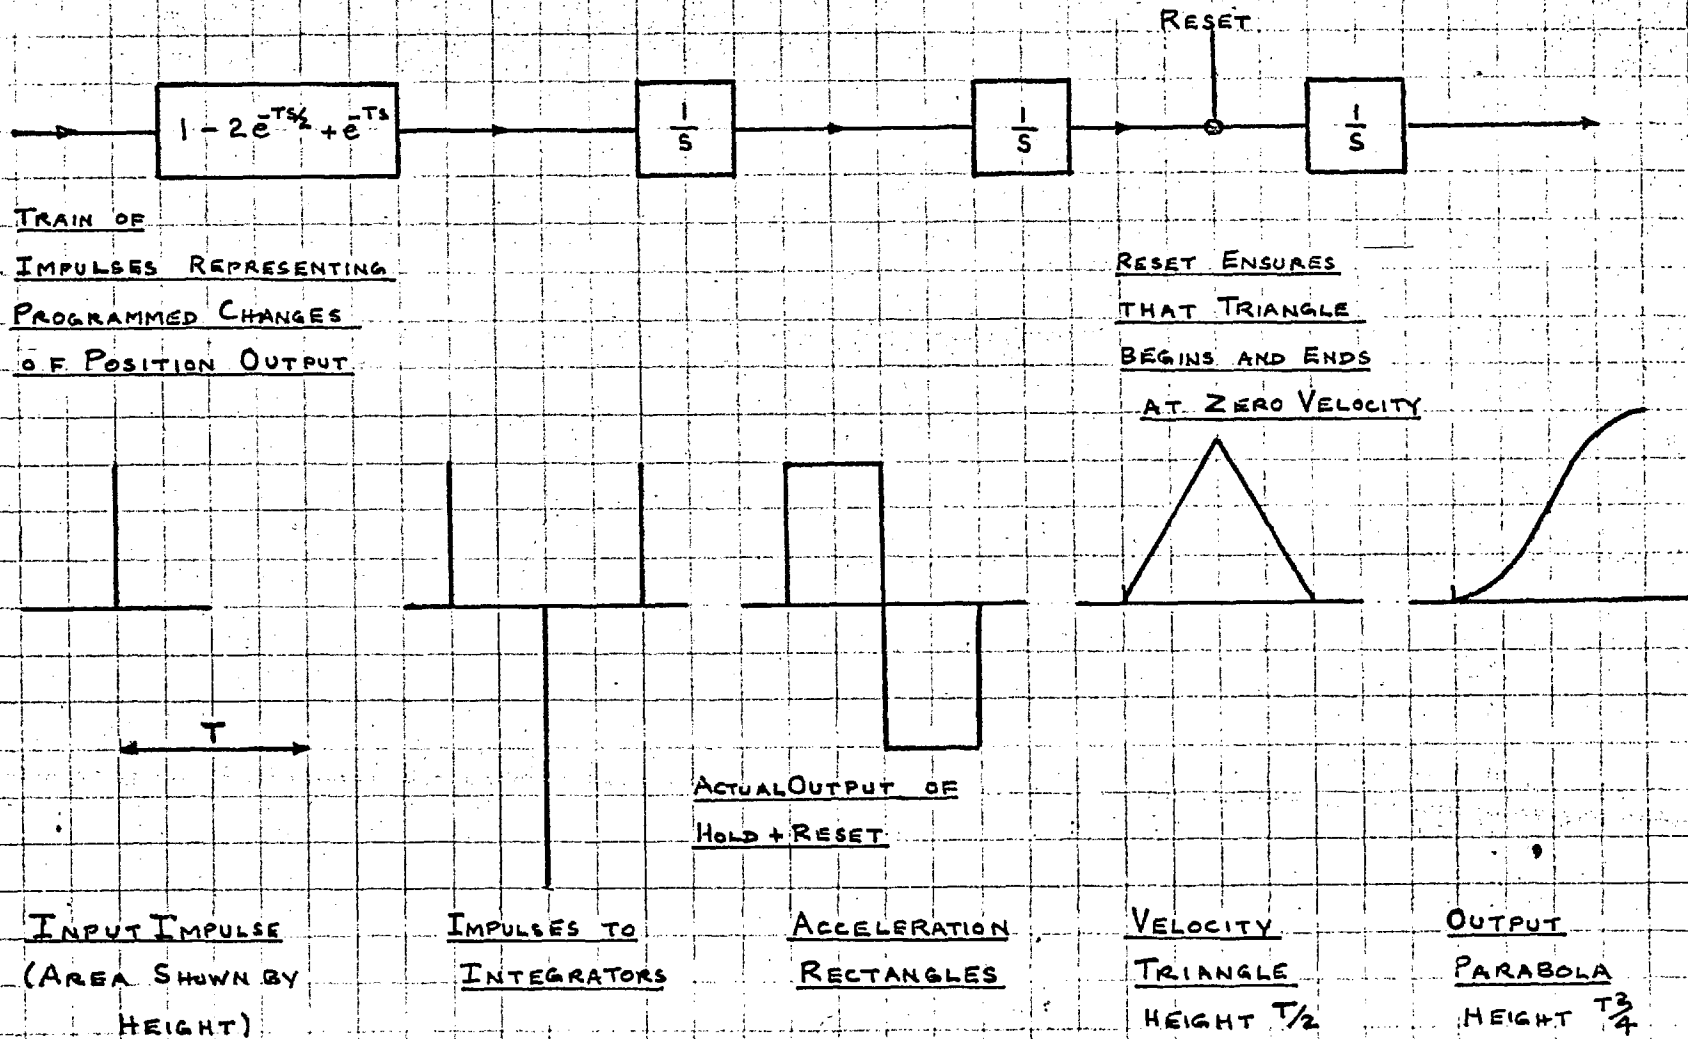 RESET
1 - 2e^-TS/2 + e^-TS
1/S
1/S
1/S
TRAIN OF
IMPULSES REPRESENTING
PROGRAMMED CHANGES
OF POSITION OUTPUT
RESET ENSURES
THAT TRIANGLE
BEGINS AND ENDS
AT ZERO VELOCITY
T
ACTUAL OUTPUT OF
HOLD + RESET
INPUT IMPULSE
(AREA SHOWN BY
HEIGHT)
IMPULSES TO
INTEGRATORS
ACCELERATION
RECTANGLES
VELOCITY
TRIANGLE
HEIGHT T/2
OUTPUT
PARABOLA
HEIGHT T²/4